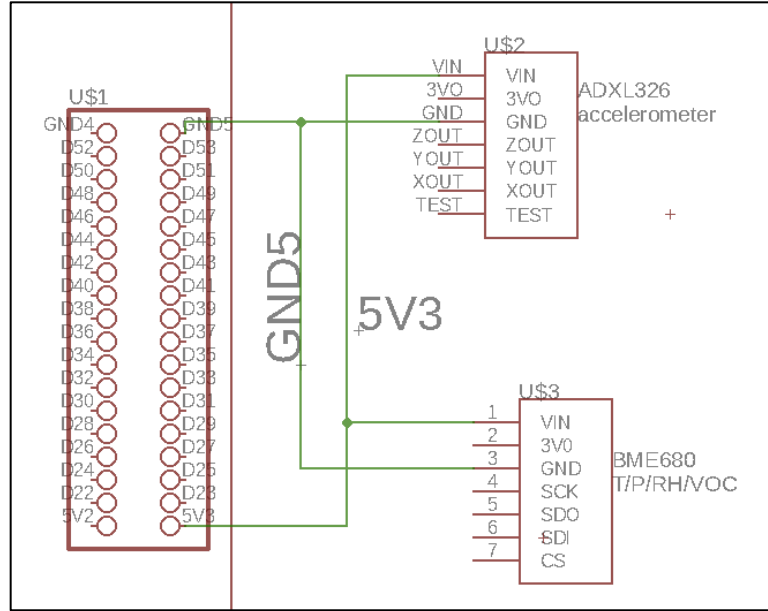 U$1
GND4 GND5
D52 D53
D50 D51
D48 D49
D46 D47
D44 D45
D42 D43
D40 D41
D38 D39
D36 D37
D34 D35
D32 D33
D30 D31
D28 D29
D26 D27
D24 D25
D22 D23
5V2 5V3
GND5
5V3
U$2
VIN VIN
3VO 3VO
GND GND
ZOUT ZOUT
YOUT YOUT
XOUT XOUT
TEST TEST
ADXL326
accelerometer
U$3
1 VIN
2 3V0
3 GND
4 SCK
5 SDO
6 SDI
7 CS
BME680
T/P/RH/VOC